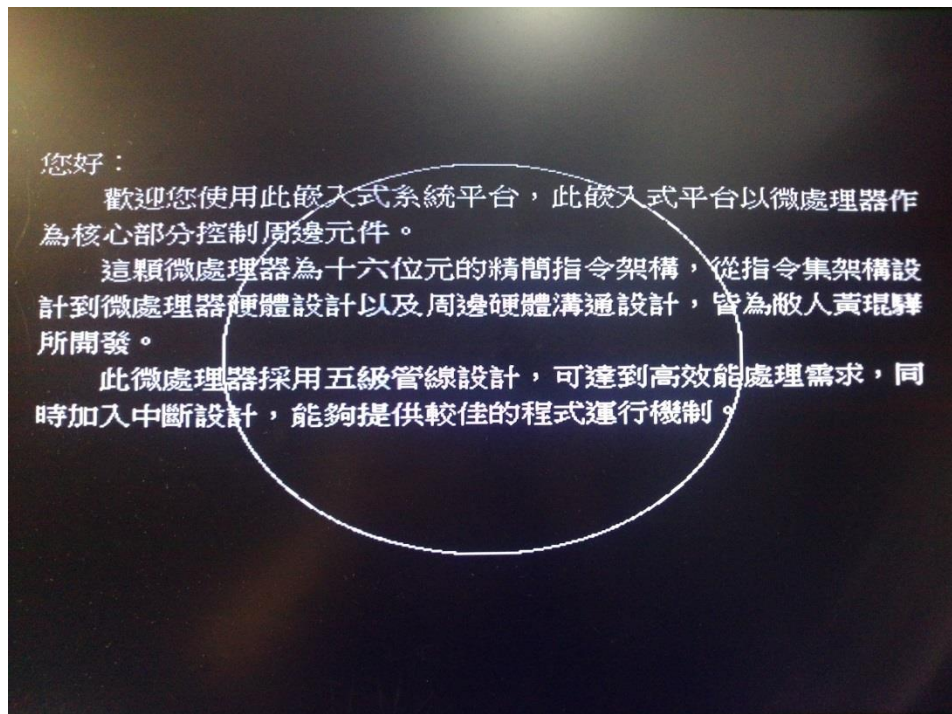 您好：
歡迎您使用此嵌入式系統平台，此嵌入式平台以微處理器作
為核心部分控制周邊元件。
這顆微處理器為十六位元的精簡指令架構，從指令集架構設
計到微處理器硬體設計以及周邊硬體溝通設計，皆為敝人黃琨驊
所開發。
此微處理器採用五級管線設計，可達到高效能處理需求，同
時加入中斷設計，能夠提供較佳的程式運行機制。